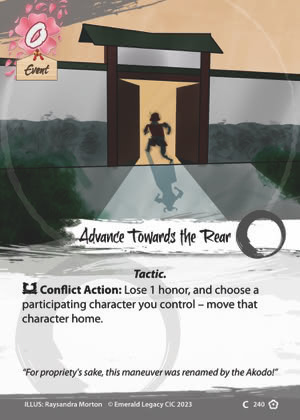 0
Event
Advance Towards the Rear
Tactic.
Conflict Action: Lose 1 honor, and choose a
participating character you control – move that
character home.
“For propriety's sake, this maneuver was renamed by the Akodo!”
ILLUS: Raysandra Morton © Emerald Legacy CIC 2023 C 240